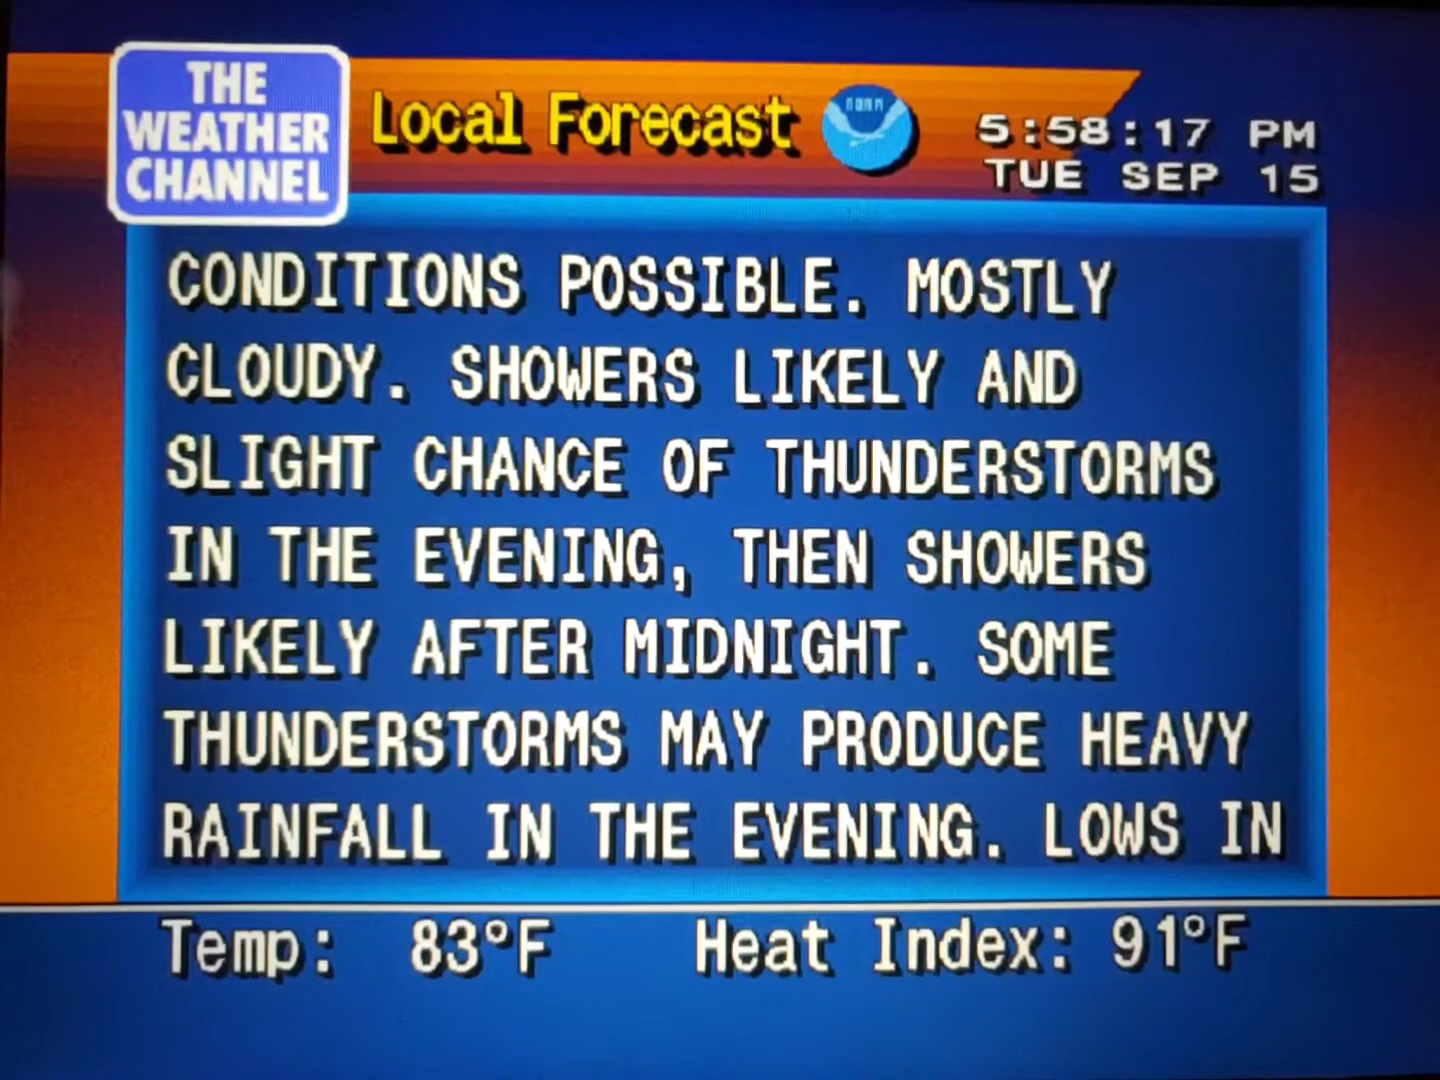 THE
WEATHER
CHANNEL
Local Forecast
NOAA
5:58:17 PM
TUE SEP 15
CONDITIONS POSSIBLE. MOSTLY
CLOUDY. SHOWERS LIKELY AND
SLIGHT CHANCE OF THUNDERSTORMS
IN THE EVENING, THEN SHOWERS
LIKELY AFTER MIDNIGHT. SOME
THUNDERSTORMS MAY PRODUCE HEAVY
RAINFALL IN THE EVENING. LOWS IN
Temp: 83°F Heat Index: 91°F